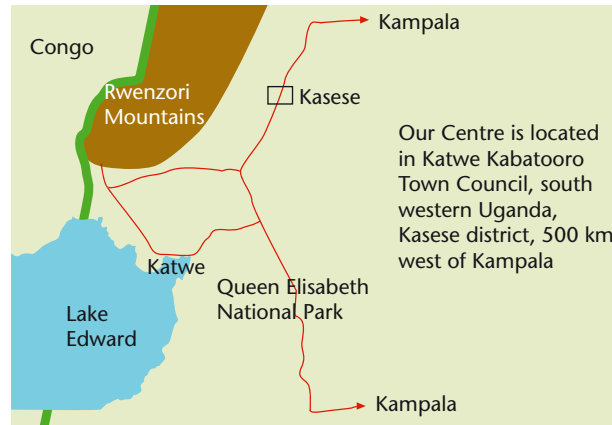 Kampala
Congo
Rwenzori
Mountains
Kasese
Our Centre is located
in Katwe Kabatooro
Town Council, south
western Uganda,
Kasese district, 500 km
west of Kampala
Katwe
Queen Elisabeth
National Park
Lake
Edward
Kampala